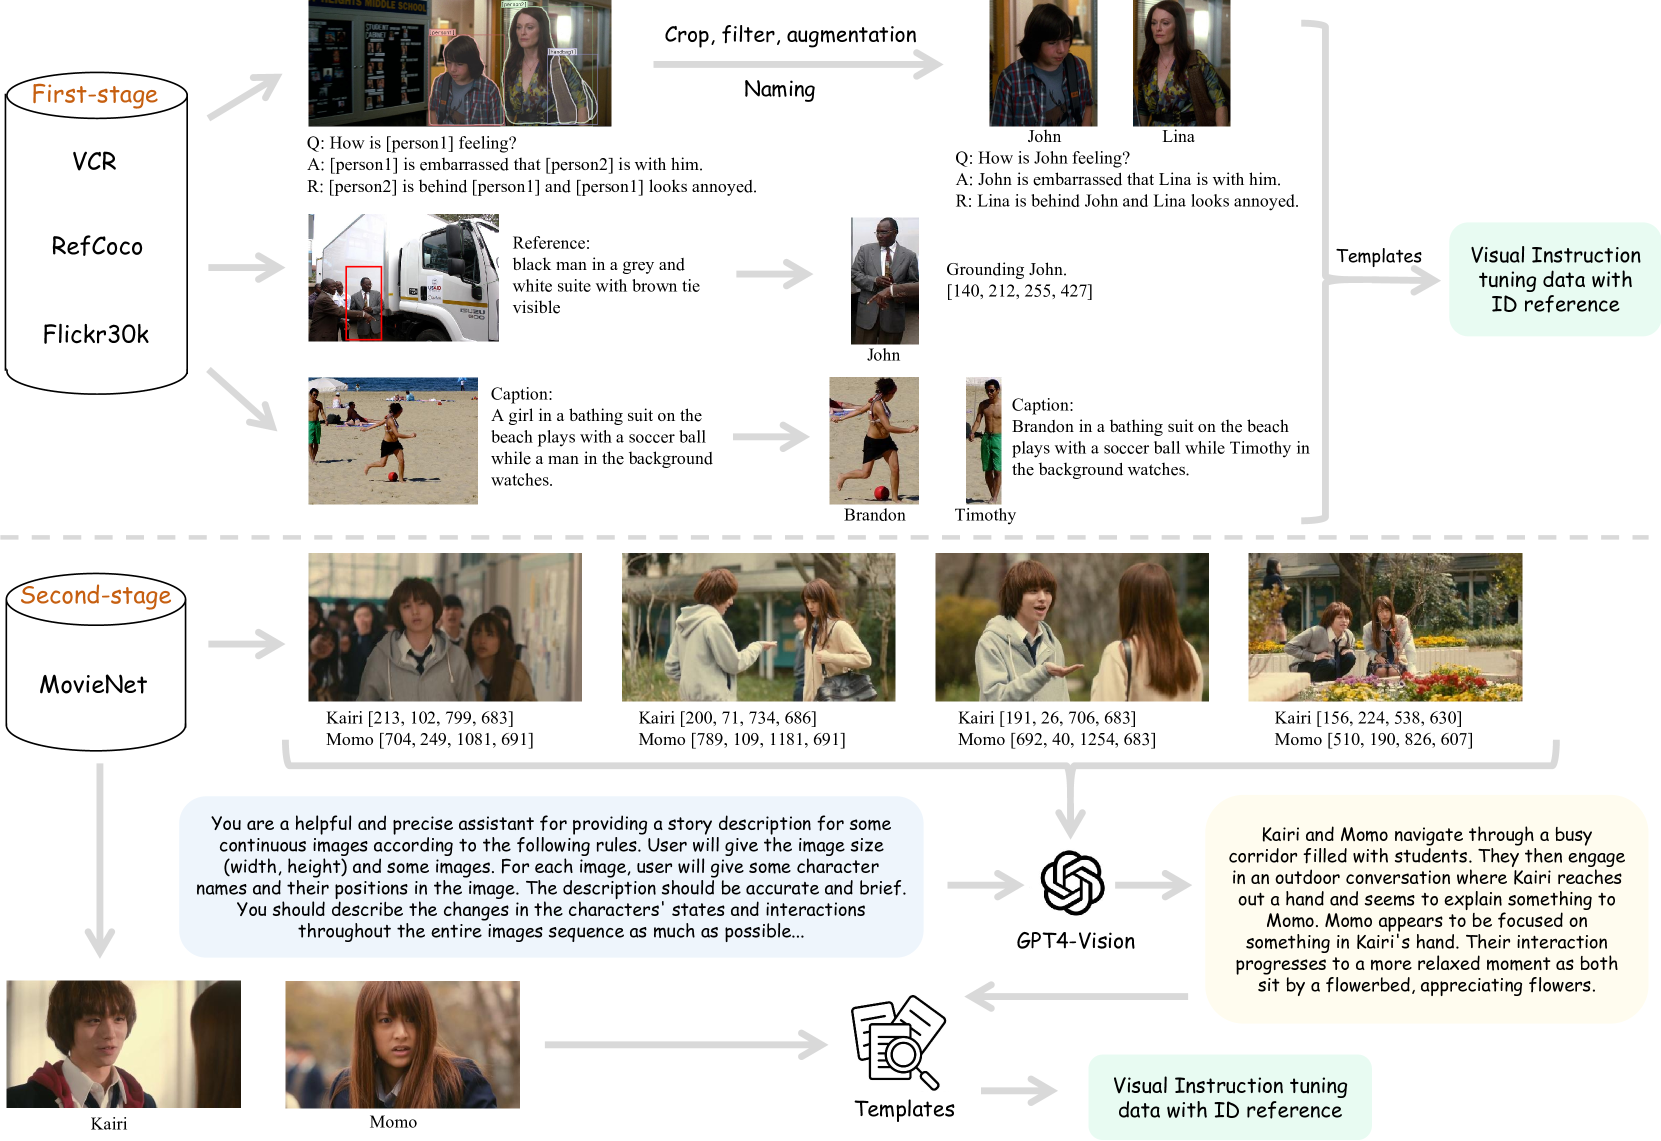 HEIGHTS MIDDLE SCHOOL
STUDENT
CABINET
[person1]
[person2]
[handbag1]
Crop, filter, augmentation
Naming
John
Lina
First-stage
VCR
RefCoco
Flickr30k
Q: How is [person1] feeling?
A: [person1] is embarrassed that [person2] is with him.
R: [person2] is behind [person1] and [person1] looks annoyed.
Q: How is John feeling?
A: John is embarrassed that Lina is with him.
R: Lina is behind John and Lina looks annoyed.
USAID
ISUZU
Reference:
black man in a grey and
white suite with brown tie
visible
John
Grounding John.
[140, 212, 255, 427]
Templates
Visual Instruction
tuning data with
ID reference
Caption:
A girl in a bathing suit on the
beach plays with a soccer ball
while a man in the background
watches.
Brandon
Timothy
Caption:
Brandon in a bathing suit on the beach
plays with a soccer ball while Timothy in
the background watches.
Second-stage
MovieNet
Kairi [213, 102, 799, 683]
Momo [704, 249, 1081, 691]
Kairi [200, 71, 734, 686]
Momo [789, 109, 1181, 691]
Kairi [191, 26, 706, 683]
Momo [692, 40, 1254, 683]
Kairi [156, 224, 538, 630]
Momo [510, 190, 826, 607]
You are a helpful and precise assistant for providing a story description for some
continuous images according to the following rules. User will give the image size
(width, height) and some images. For each image, user will give some character
names and their positions in the image. The description should be accurate and brief.
You should describe the changes in the characters' states and interactions
throughout the entire images sequence as much as possible...
GPT4-Vision
Kairi and Momo navigate through a busy
corridor filled with students. They then engage
in an outdoor conversation where Kairi reaches
out a hand and seems to explain something to
Momo. Momo appears to be focused on
something in Kairi's hand. Their interaction
progresses to a more relaxed moment as both
sit by a flowerbed, appreciating flowers.
Kairi
Momo
Templates
Visual Instruction tuning
data with ID reference